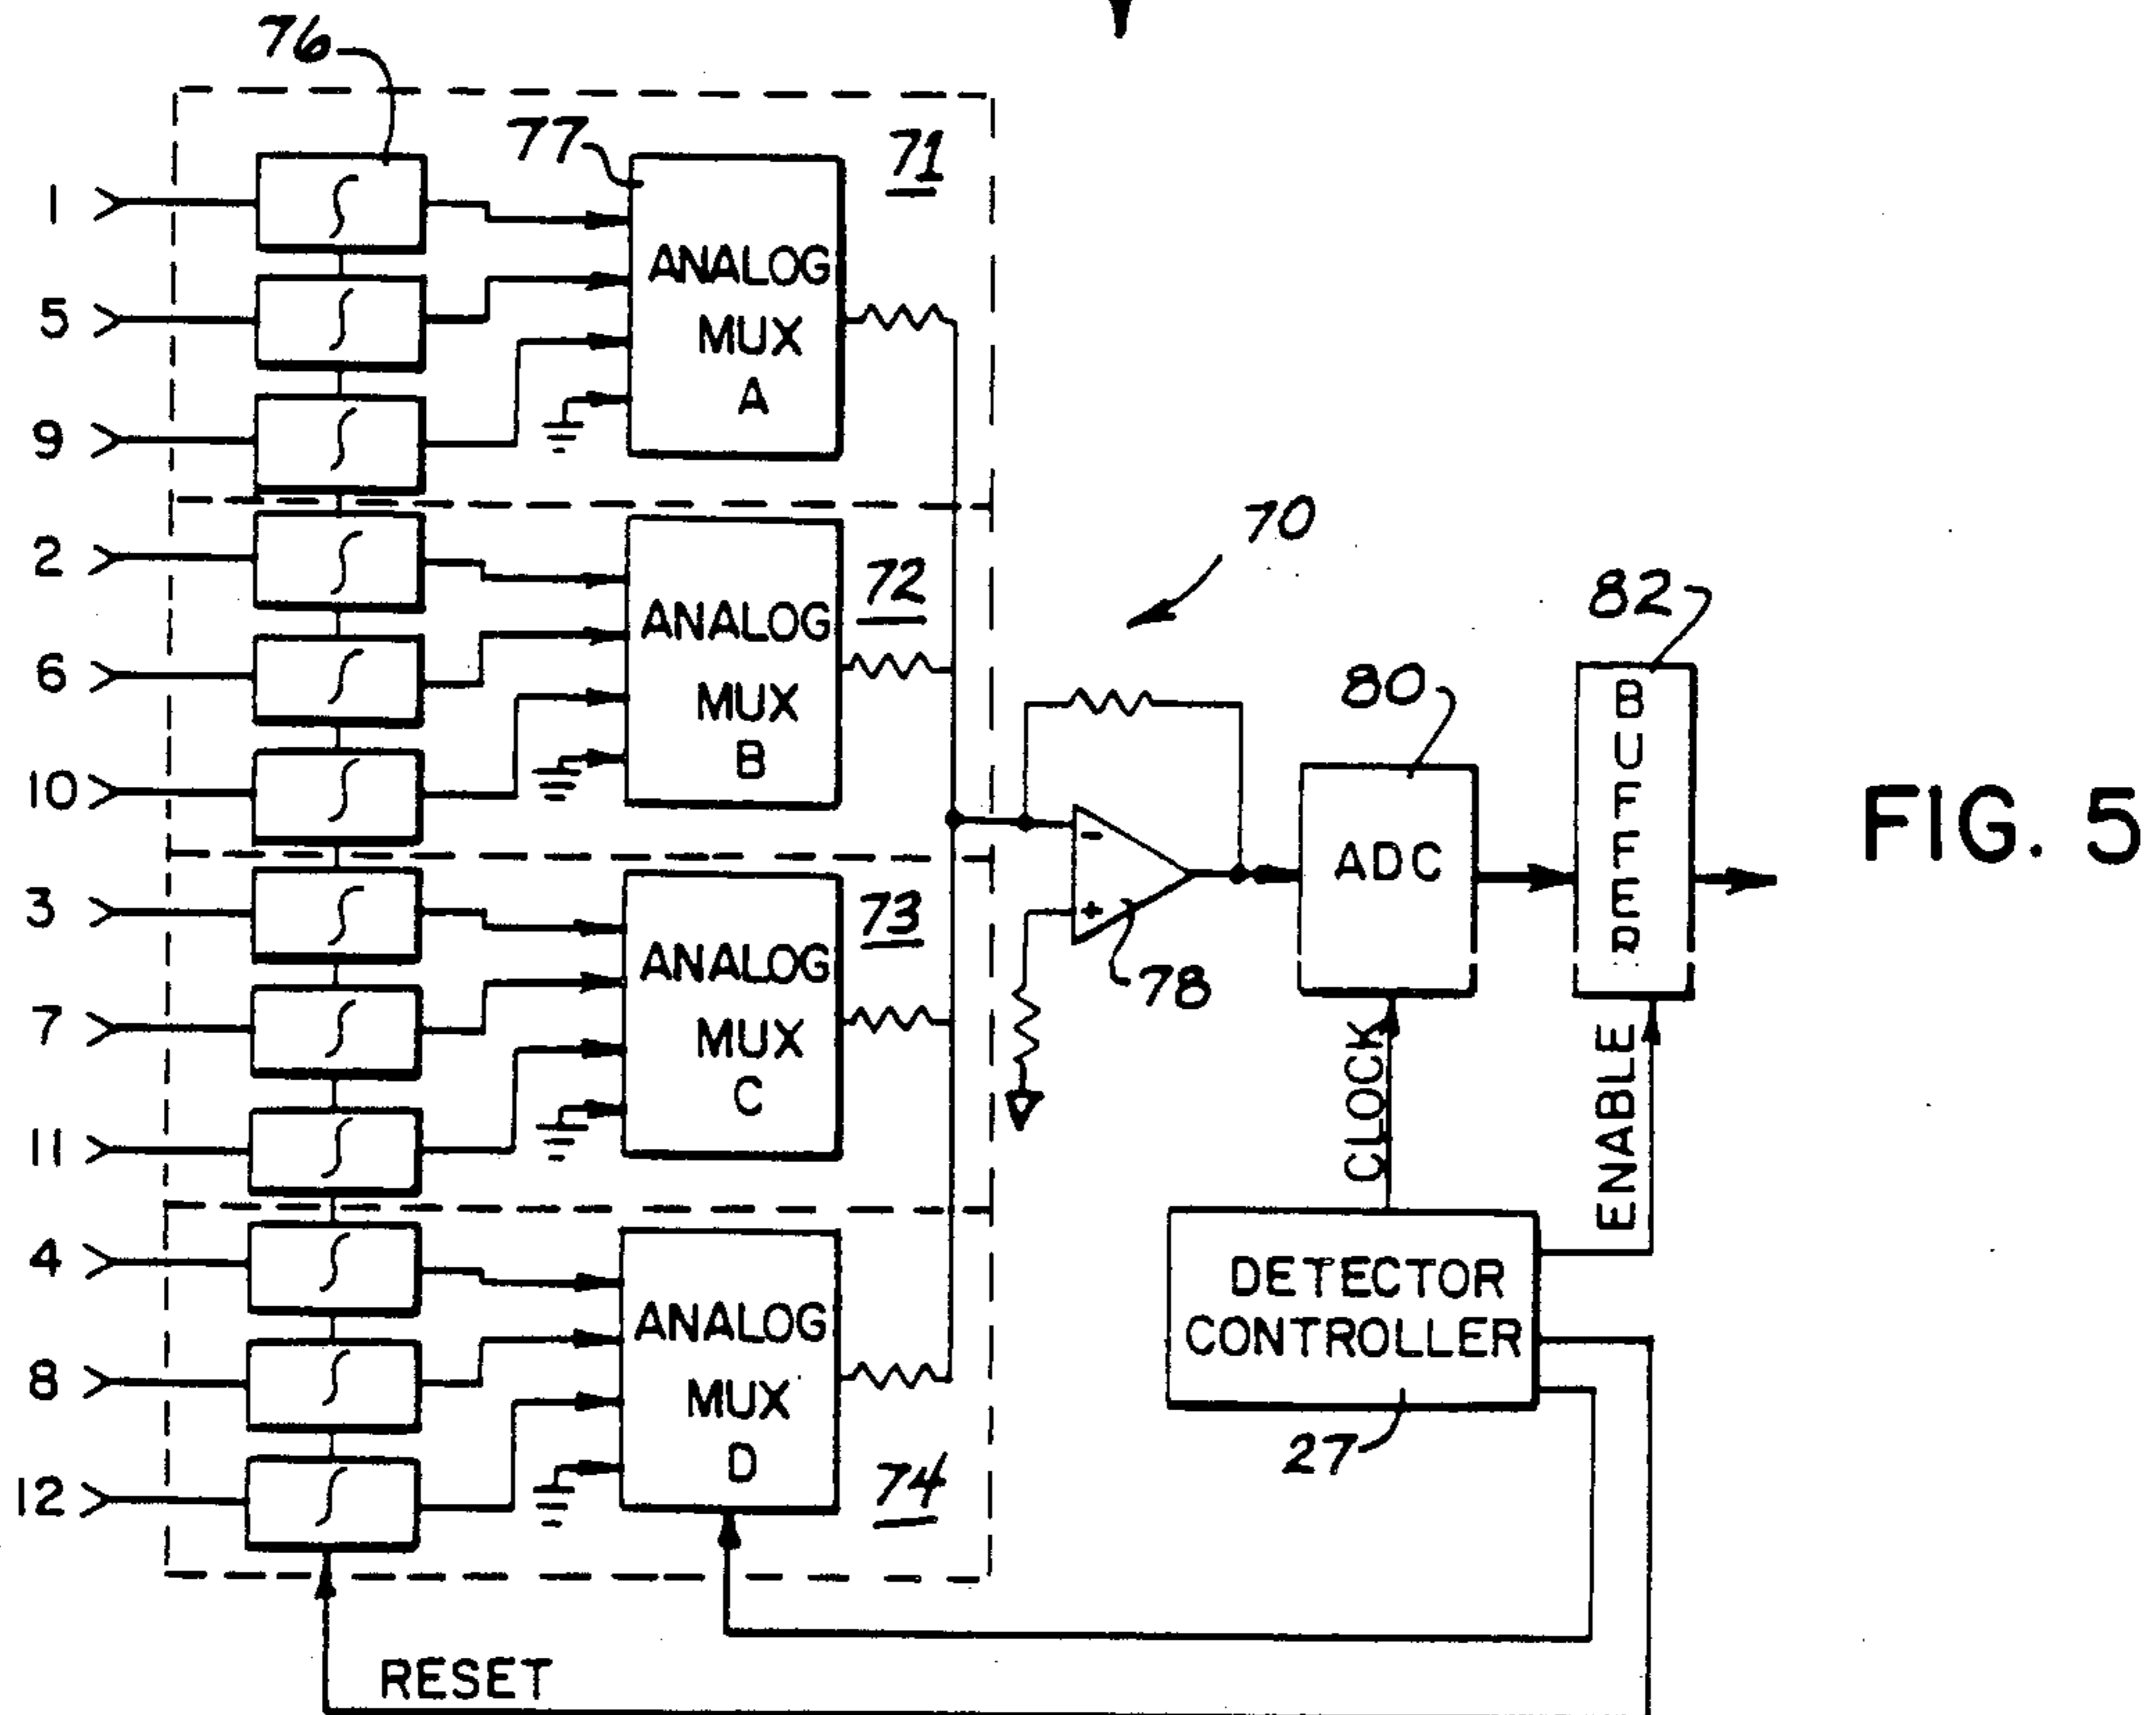 76
77
71
1
5
9
ANALOG
MUX
A
2
6
10
72
ANALOG
MUX
B
70
82
80
BUFFER
ADC
78
FIG. 5
3
7
11
73
ANALOG
MUX
C
CLOCK
ENABLE
4
8
12
ANALOG
MUX
D
74
DETECTOR
CONTROLLER
27
RESET